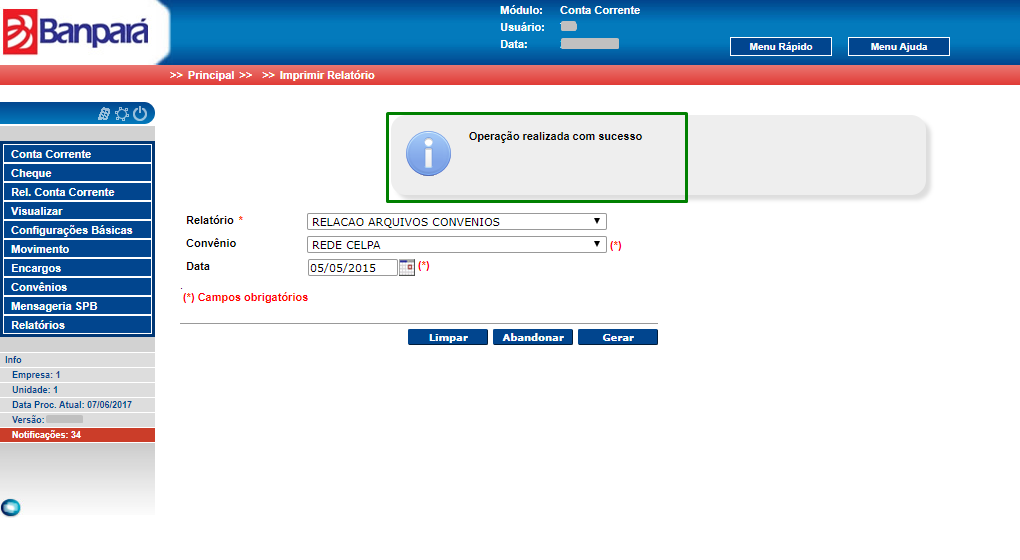 Banpará
Módulo: Conta Corrente
Usuário:
Data:
Menu Rápido Menu Ajuda
>> Principal >> >> Imprimir Relatório
Operação realizada com sucesso
Conta Corrente
Cheque
Rel. Conta Corrente
Visualizar
Configurações Básicas
Movimento
Encargos
Convênios
Mensageria SPB
Relatórios
Relatório * RELACAO ARQUIVOS CONVENIOS
Convênio REDE CELPA (*)
Data 05/05/2015 (*)
(*) Campos obrigatórios
Limpar Abandonar Gerar
Info
Empresa: 1
Unidade: 1
Data Proc. Atual: 07/06/2017
Versão:
Notificações: 34